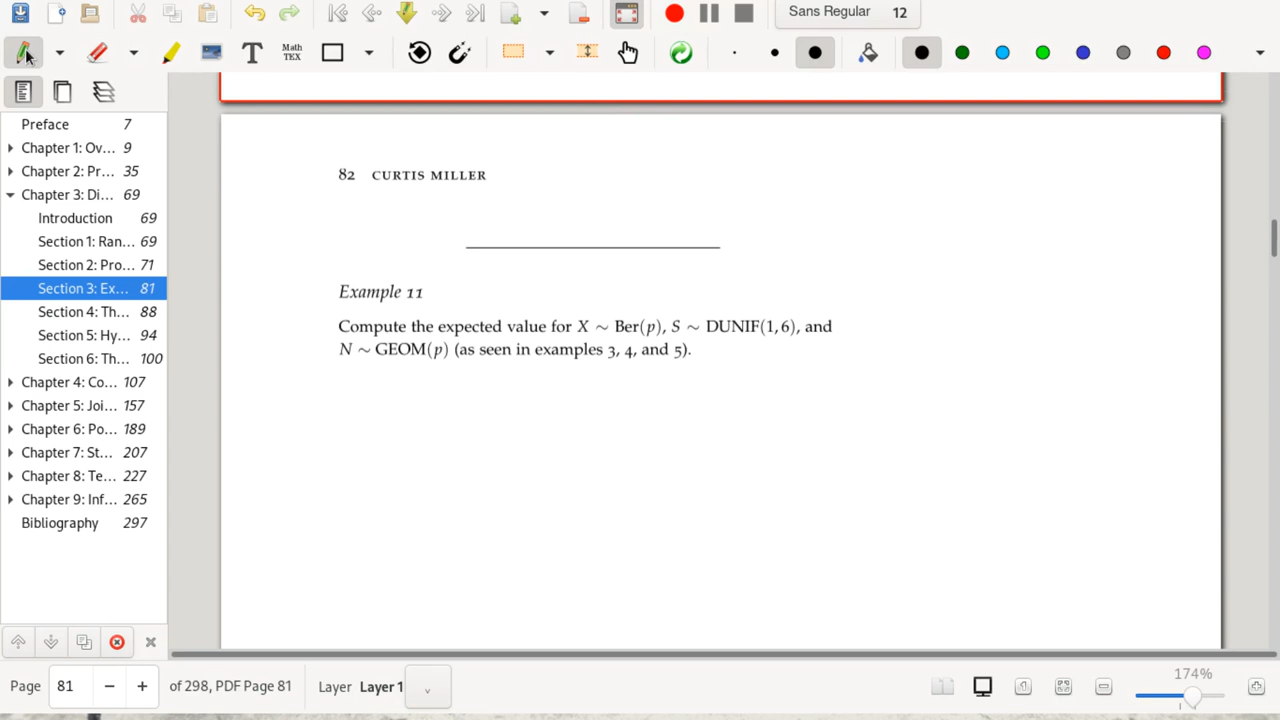 Sans Regular 12
Math
TEX
Preface 7
Chapter 1: Ov... 9
Chapter 2: Pr... 35
Chapter 3: Di... 69
Introduction 69
Section 1: Ran... 69
Section 2: Pro... 71
Section 3: Ex... 81
Section 4: Th... 88
Section 5: Hy... 94
Section 6: Th... 100
Chapter 4: Co... 107
Chapter 5: Joi... 157
Chapter 6: Po... 189
Chapter 7: St... 207
Chapter 8: Te... 227
Chapter 9: Inf... 265
Bibliography 297
82 CURTIS MILLER
Example 11
Compute the expected value for X ∼ Ber(p), S ∼ DUNIF(1, 6), and
N ∼ GEOM(p) (as seen in examples 3, 4, and 5).
Page 81 of 298, PDF Page 81 Layer Layer 1
174%